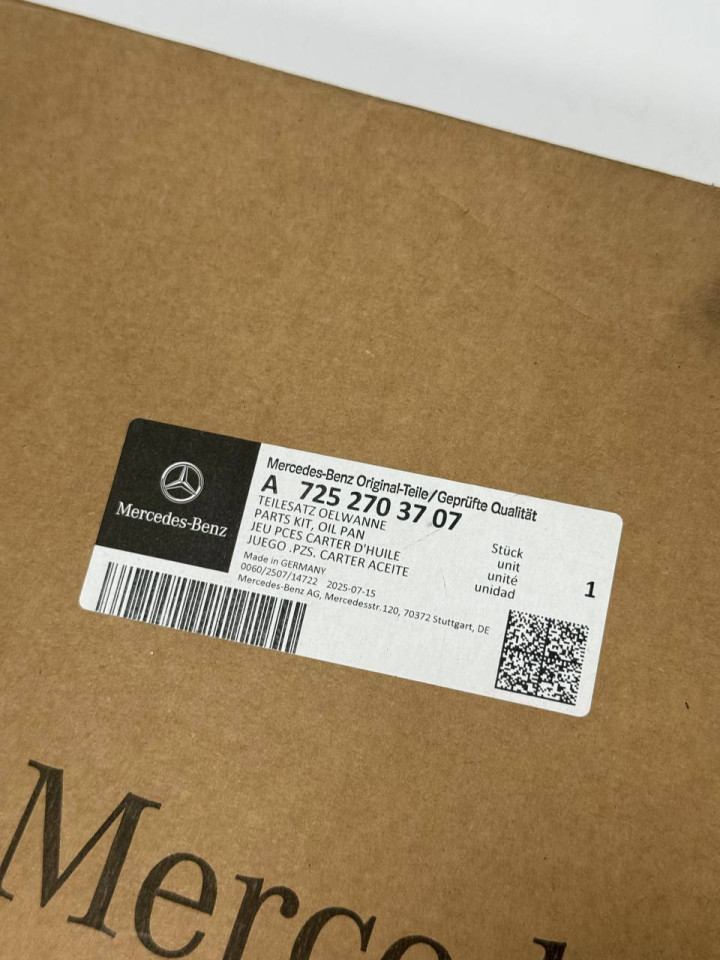 Mercedes-Benz
Mercedes-Benz Original-Teile/Geprüfte Qualität
A 725 270 37 07
TEILESATZ OELWANNE
PARTS KIT, OIL PAN
JEU PCES CARTER D'HUILE
JUEGO .PZS. CARTER ACEITE
Stück
unit
unité
unidad
1
Made in GERMANY
0060/2507/14722 2025-07-15
Mercedes-Benz AG, Mercedesstr.120, 70372 Stuttgart, DE
Merced